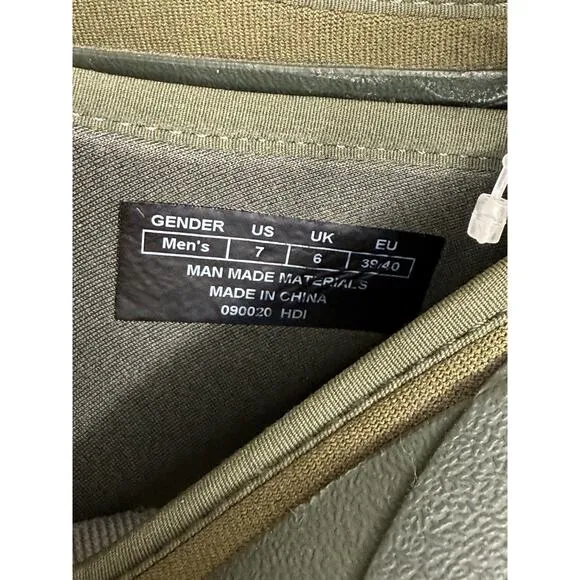 GENDER US UK EU
Men's 7 6 39/40
MAN MADE MATERIALS
MADE IN CHINA
090020 HDI